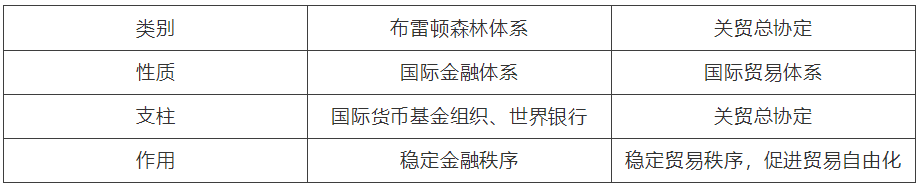 类别 布雷顿森林体系 关贸总协定
性质 国际金融体系 国际贸易体系
支柱 国际货币基金组织、世界银行 关贸总协定
作用 稳定金融秩序 稳定贸易秩序，促进贸易自由化